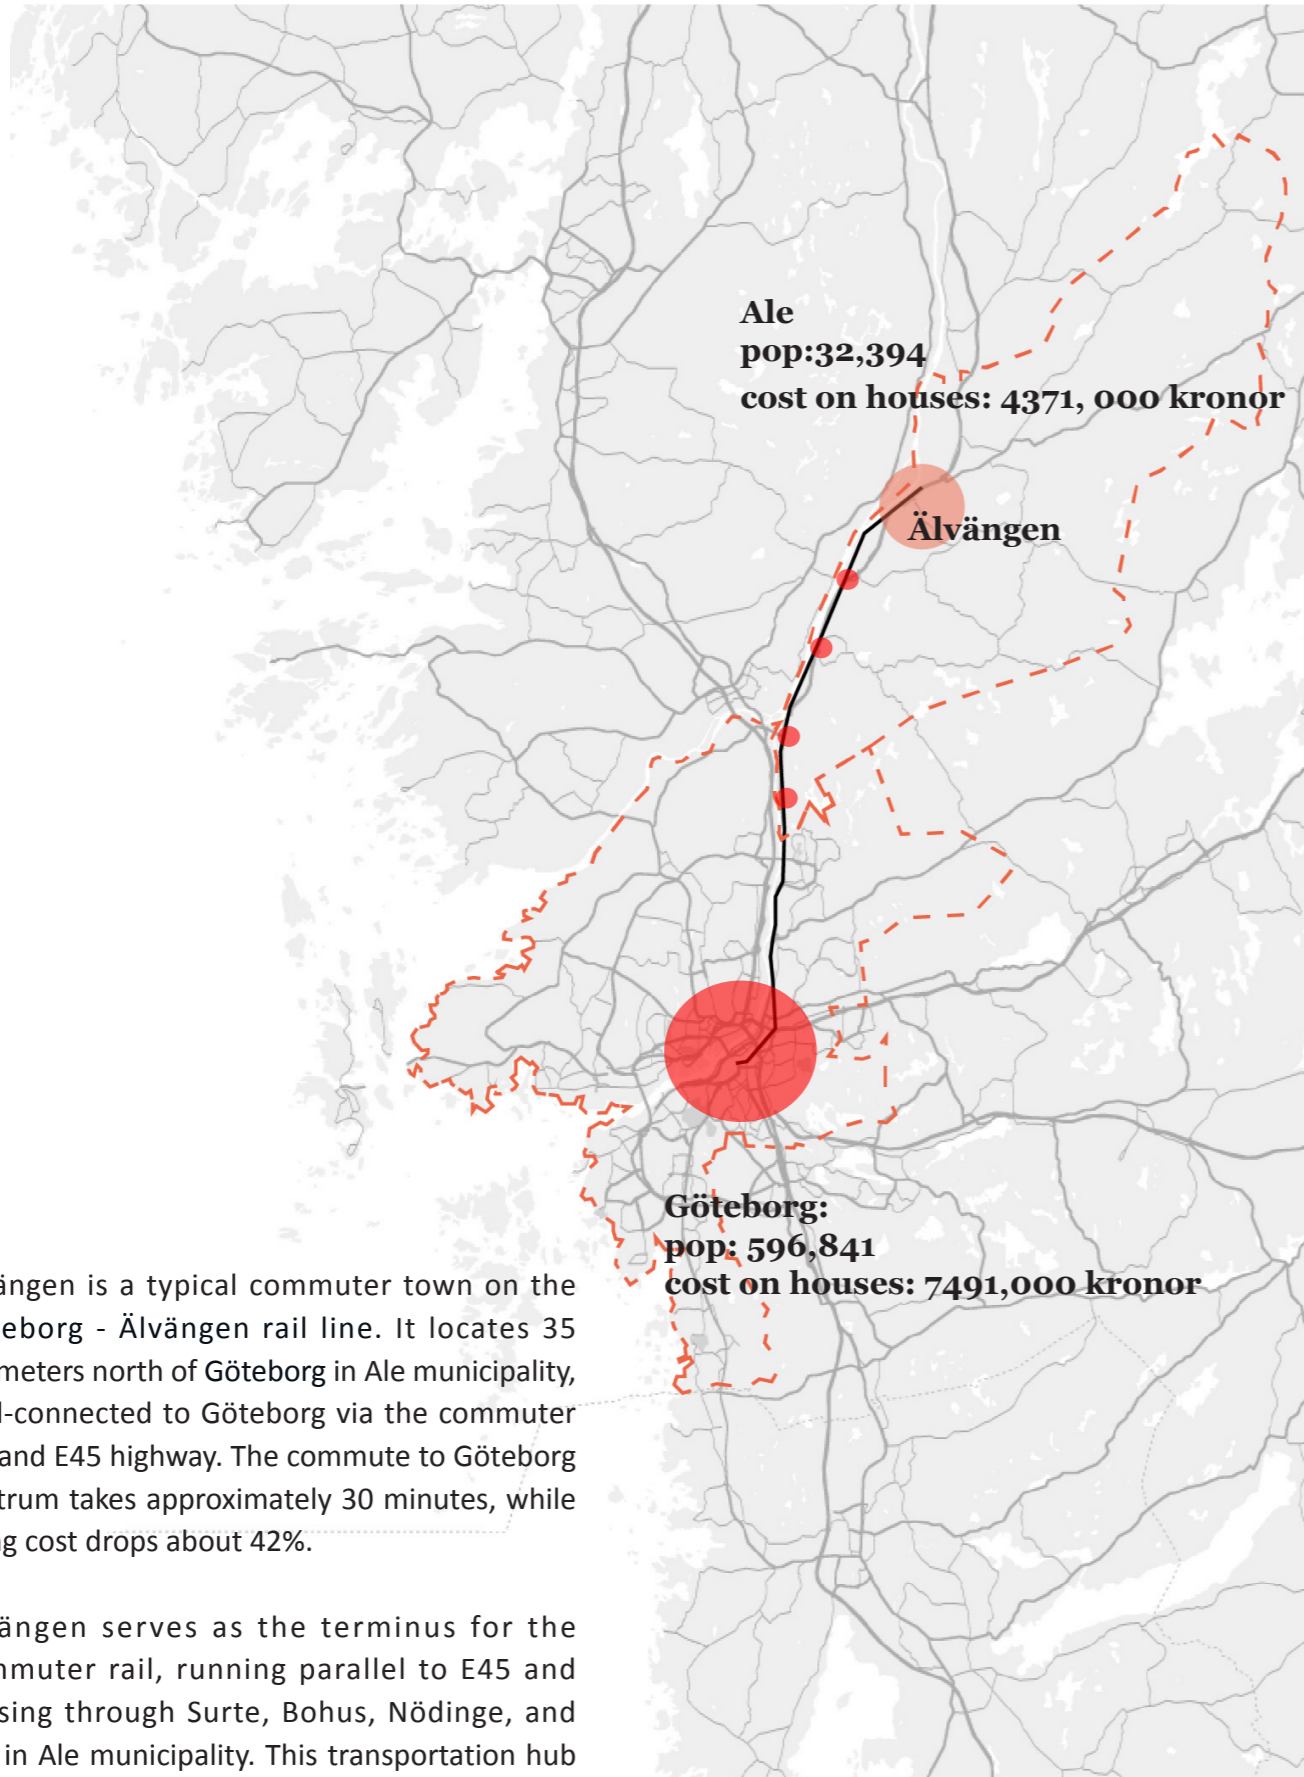 Ale
pop:32,394
cost on houses: 4371, 000 kronor
Älvängen
Göteborg:
pop: 596,841
cost on houses: 7491,000 kronor
ängen is a typical commuter town on the
eborg - Älvängen rail line. It locates 35
meters north of Göteborg in Ale municipality,
l-connected to Göteborg via the commuter
and E45 highway. The commute to Göteborg
trum takes approximately 30 minutes, while
g cost drops about 42%.
ängen serves as the terminus for the
muter rail, running parallel to E45 and
sing through Surte, Bohus, Nödinge, and
in Ale municipality. This transportation hub